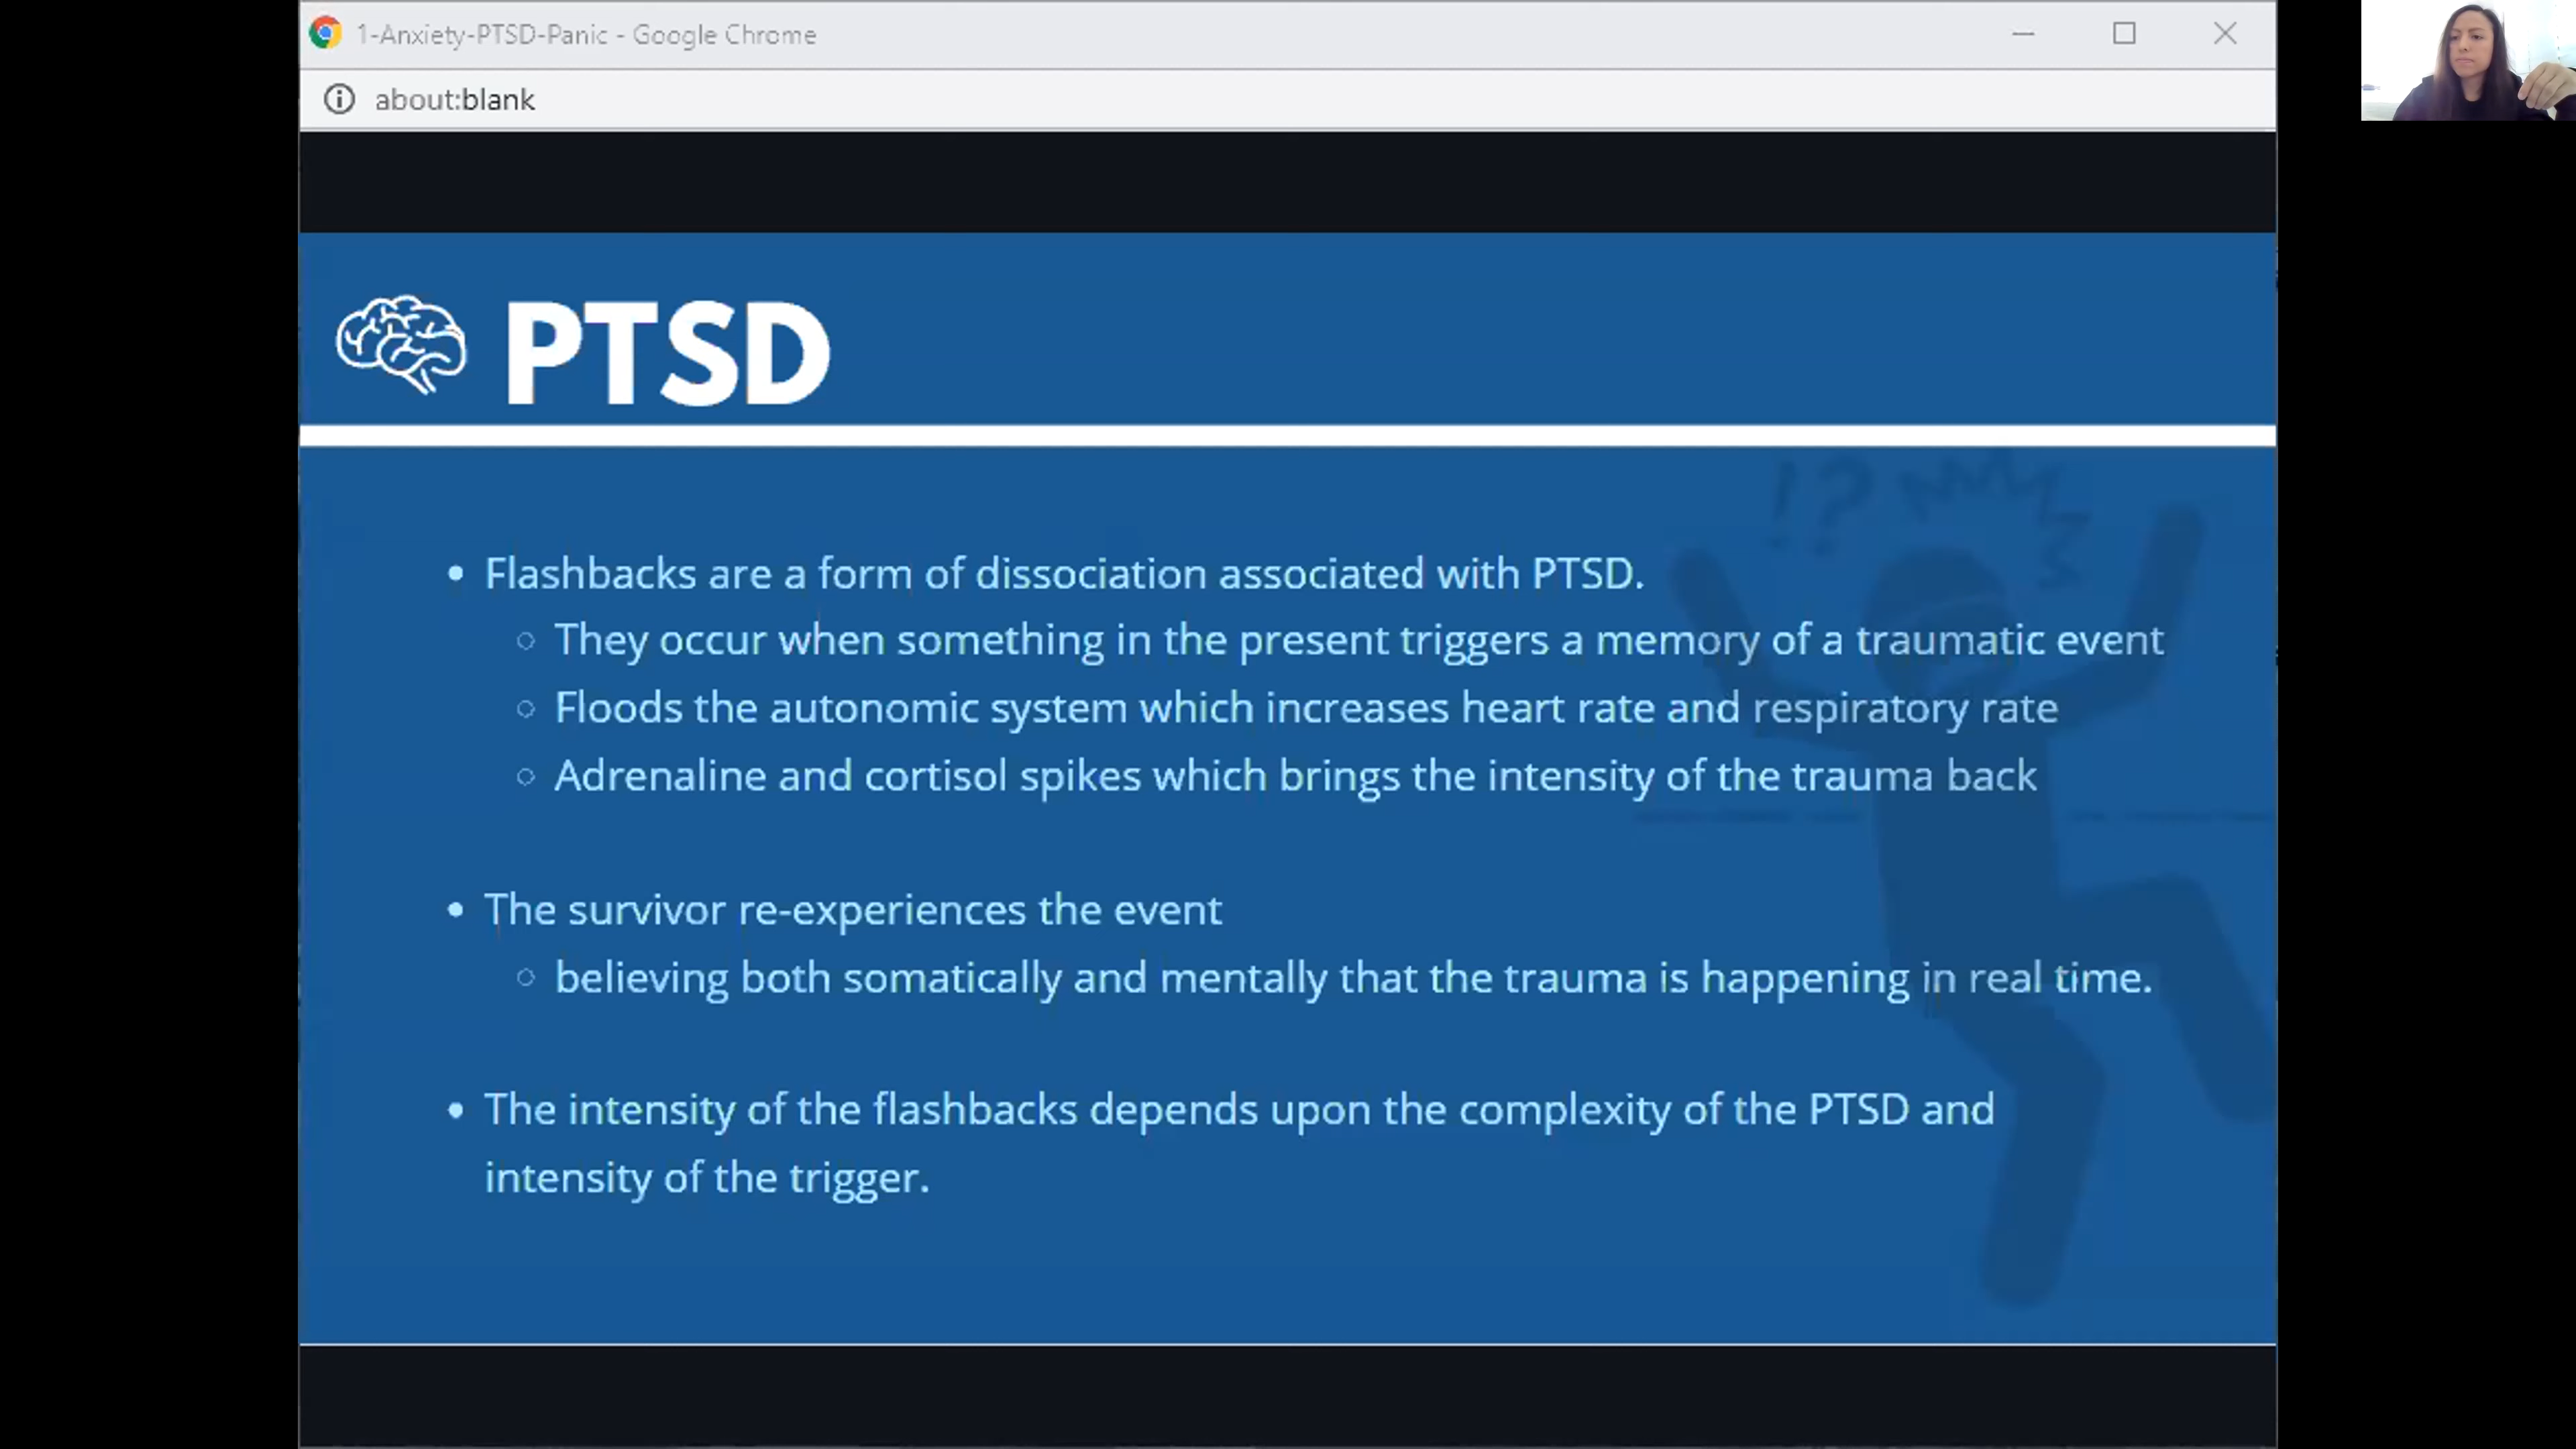 1-Anxiety-PTSD-Panic - Google Chrome
about:blank
PTSD
!?
• Flashbacks are a form of dissociation associated with PTSD.
○ They occur when something in the present triggers a memory of a traumatic event
○ Floods the autonomic system which increases heart rate and respiratory rate
○ Adrenaline and cortisol spikes which brings the intensity of the trauma back
• The survivor re-experiences the event
○ believing both somatically and mentally that the trauma is happening in real time.
• The intensity of the flashbacks depends upon the complexity of the PTSD and
intensity of the trigger.